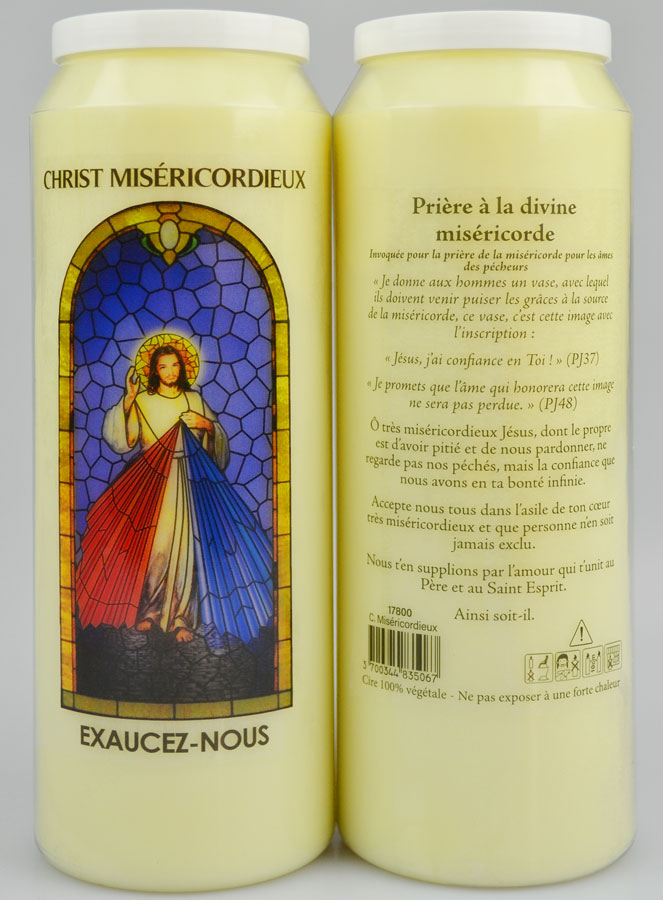 CHRIST MISÉRICORDIEUX
EXAUCEZ-NOUS
Prière à la divine
miséricorde
Invoquée pour la prière de la miséricorde pour les âmes
des pécheurs
« Je donne aux hommes un vase, avec lequel
ils doivent venir puiser les grâces à la source
de la miséricorde, ce vase, c'est cette image avec
l'inscription :
« Jésus, j'ai confiance en Toi ! » (PJ37)
« Je promets que l'âme qui honorera cette image
ne sera pas perdue. » (PJ48)
Ô très miséricordieux Jésus, dont le propre
est d'avoir pitié et de nous pardonner, ne
regarde pas nos péchés, mais la confiance que
nous avons en ta bonté infinie.
Accepte nous tous dans l'asile de ton cœur
très miséricordieux et que personne n'en soit
jamais exclu.
Nous t'en supplions par l'amour qui t'unit au
Père et au Saint Esprit.
Ainsi soit-il.
17800
C. Miséricordieux
3 700344 835067
Cire 100% végétale - Ne pas exposer à une forte chaleur